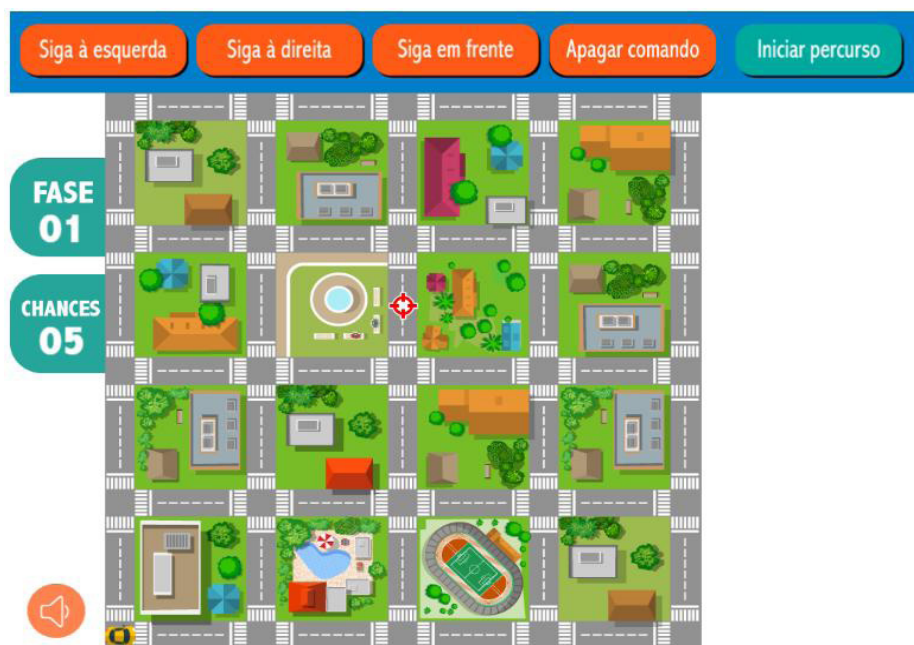 Siga à esquerda
Siga à direita
Siga em frente
Apagar comando
Iniciar percurso
FASE
01
CHANCES
05